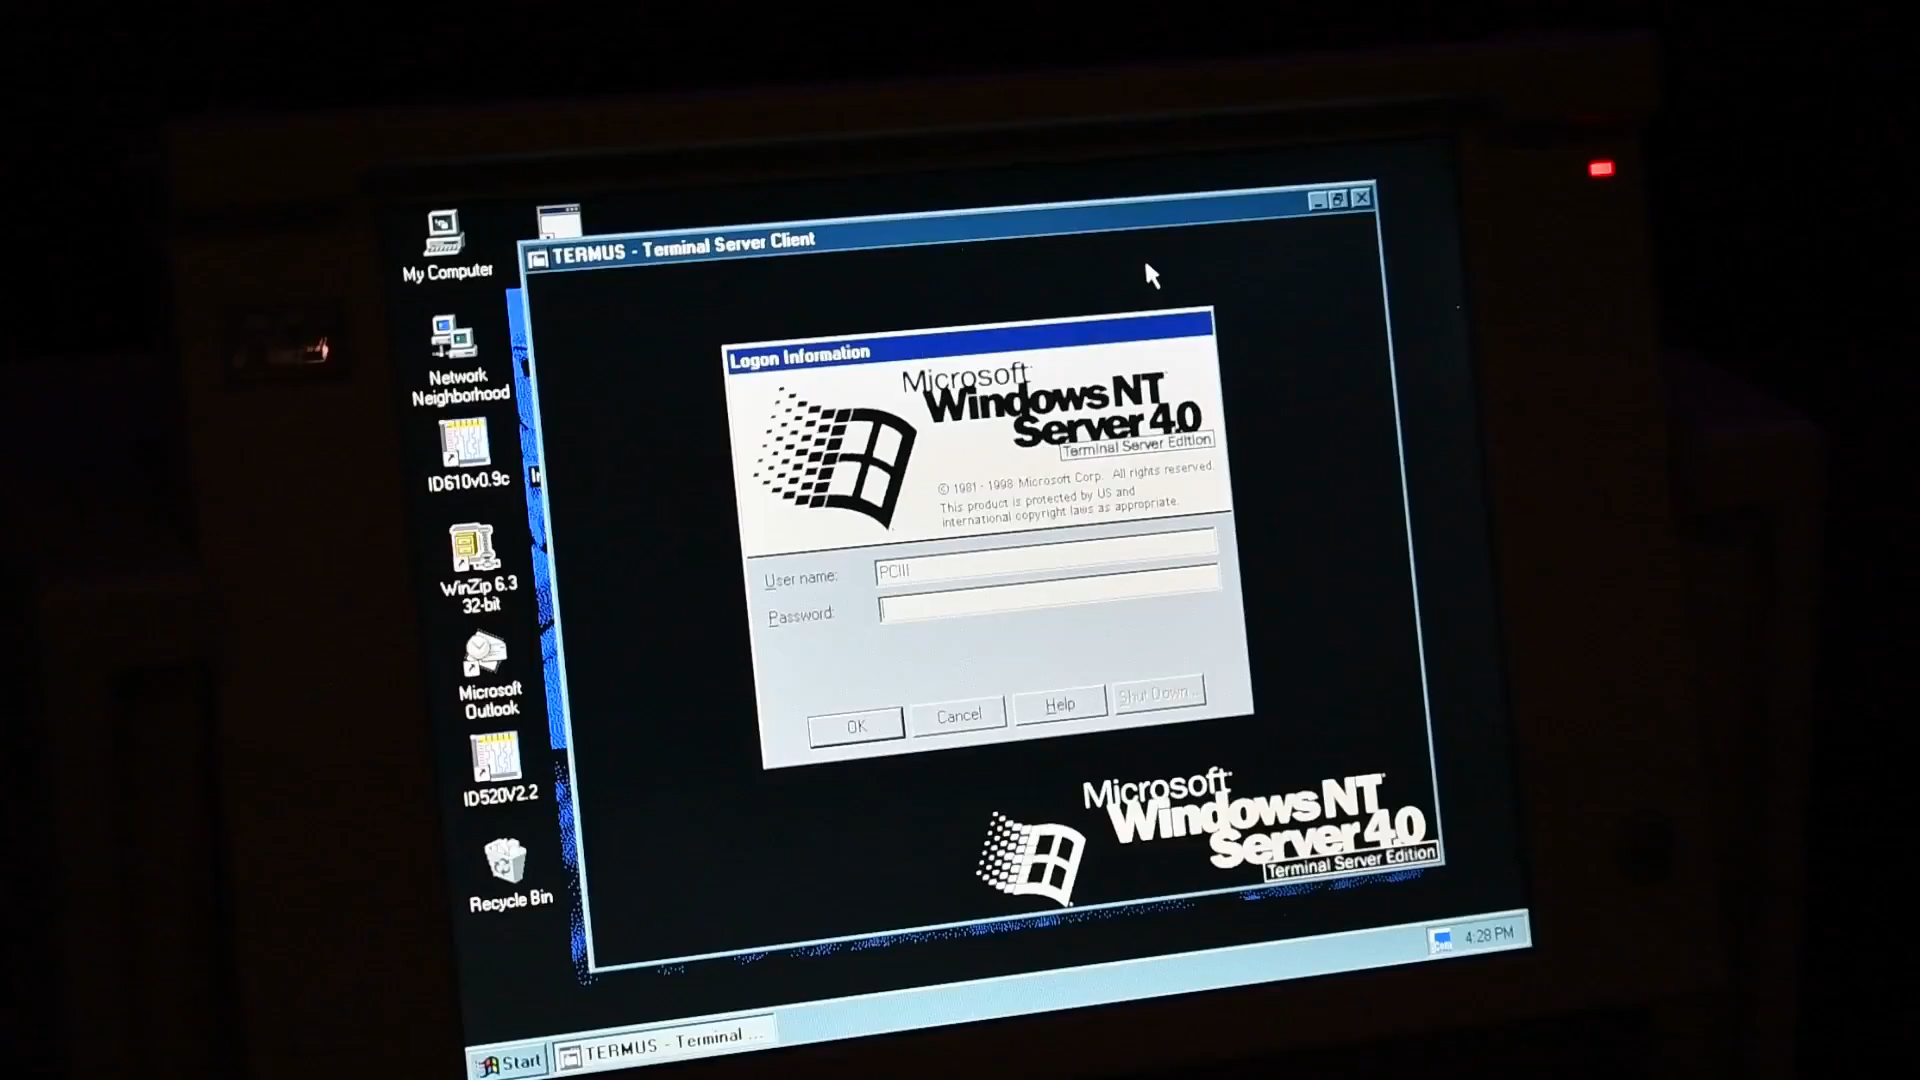 My Computer
Network
Neighborhood
ID610v0.9c
WinZip 6.3
32-bit
Microsoft
Outlook
ID520V2.2
Recycle Bin
TERMUS - Terminal Server Client
Logon Information
Microsoft
Windows NT
Server 4.0
Terminal Server Edition
© 1981 - 1998 Microsoft Corp. All rights reserved.
This product is protected by US and
international copyright laws as appropriate.
User name:
PCIII
Password:
OK
Cancel
Help
Shut Down...
Microsoft
Windows NT
Server 4.0
Terminal Server Edition
Start
TERMUS - Terminal ...
4:28 PM